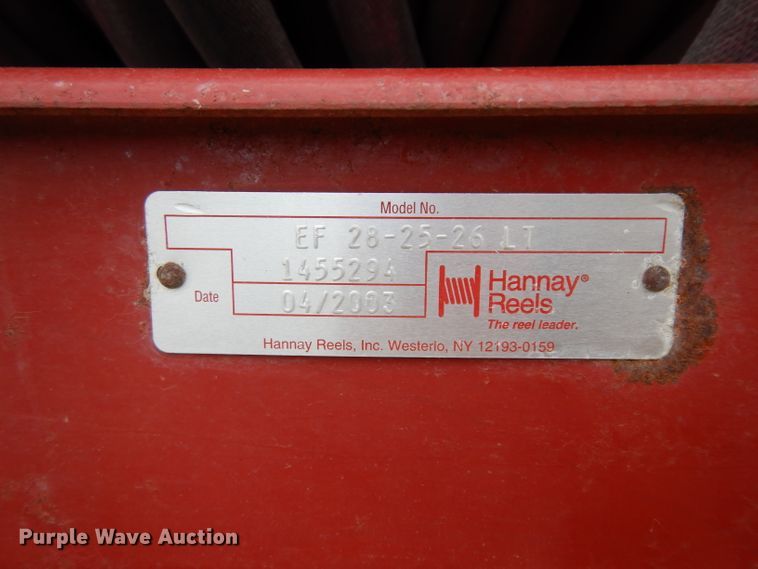 Model No.
EF 28-25-26 LT
1455294
Date 04/2003
Hannay®
Reels
The reel leader.
Hannay Reels, Inc. Westerlo, NY 12193-0159
Purple Wave Auction